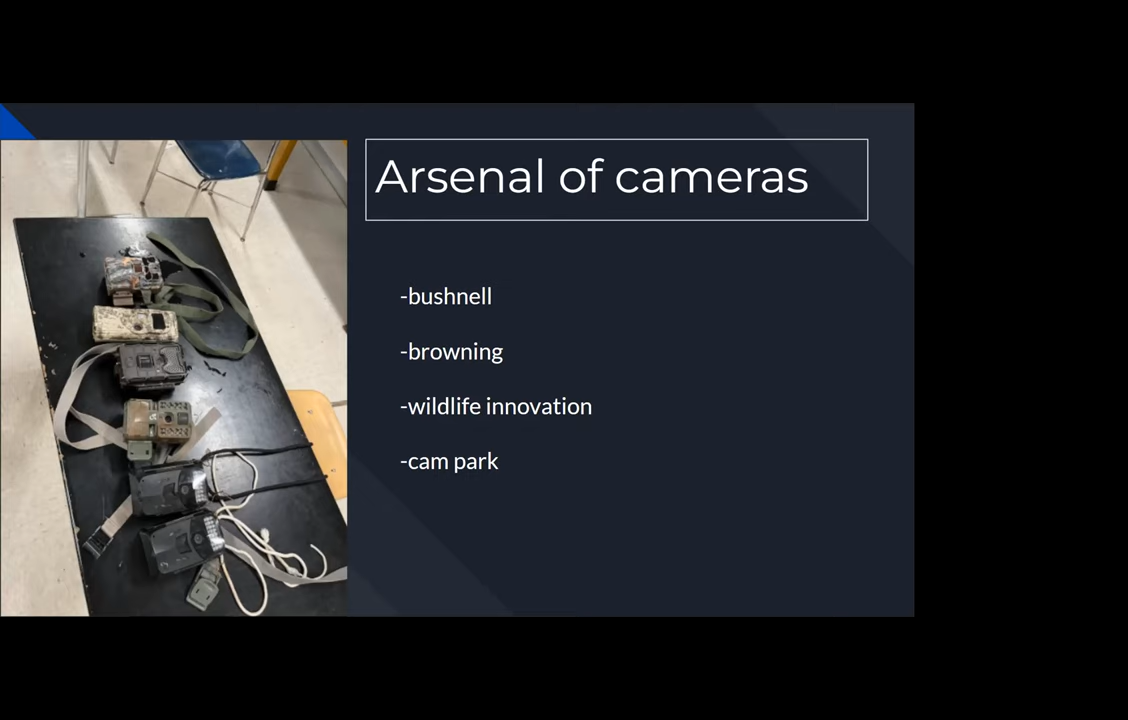 Arsenal of cameras
-bushnell
-browning
-wildlife innovation
-cam park